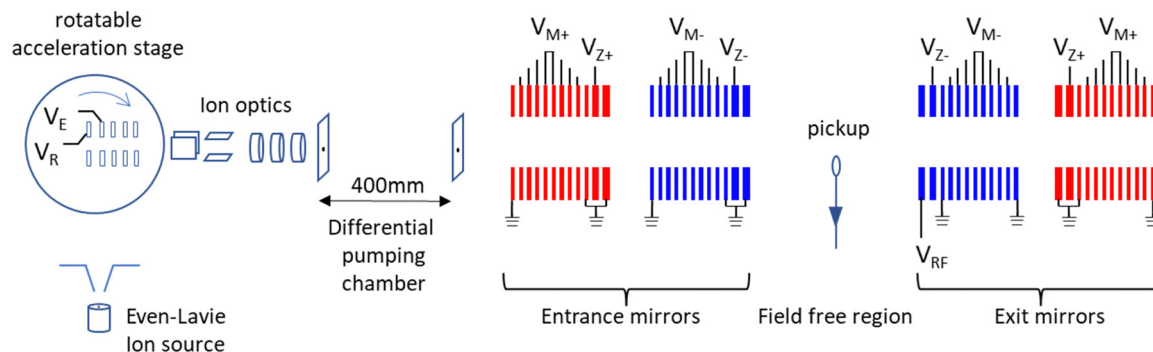 rotatable
acceleration stage
V_E
V_R
Ion optics
400mm
Differential
pumping
chamber
Even-Lavie
Ion source
V_M+
V_Z+
V_M-
V_Z-
Entrance mirrors
pickup
Field free region
V_Z-
V_M-
V_Z+
V_M+
V_RF
Exit mirrors